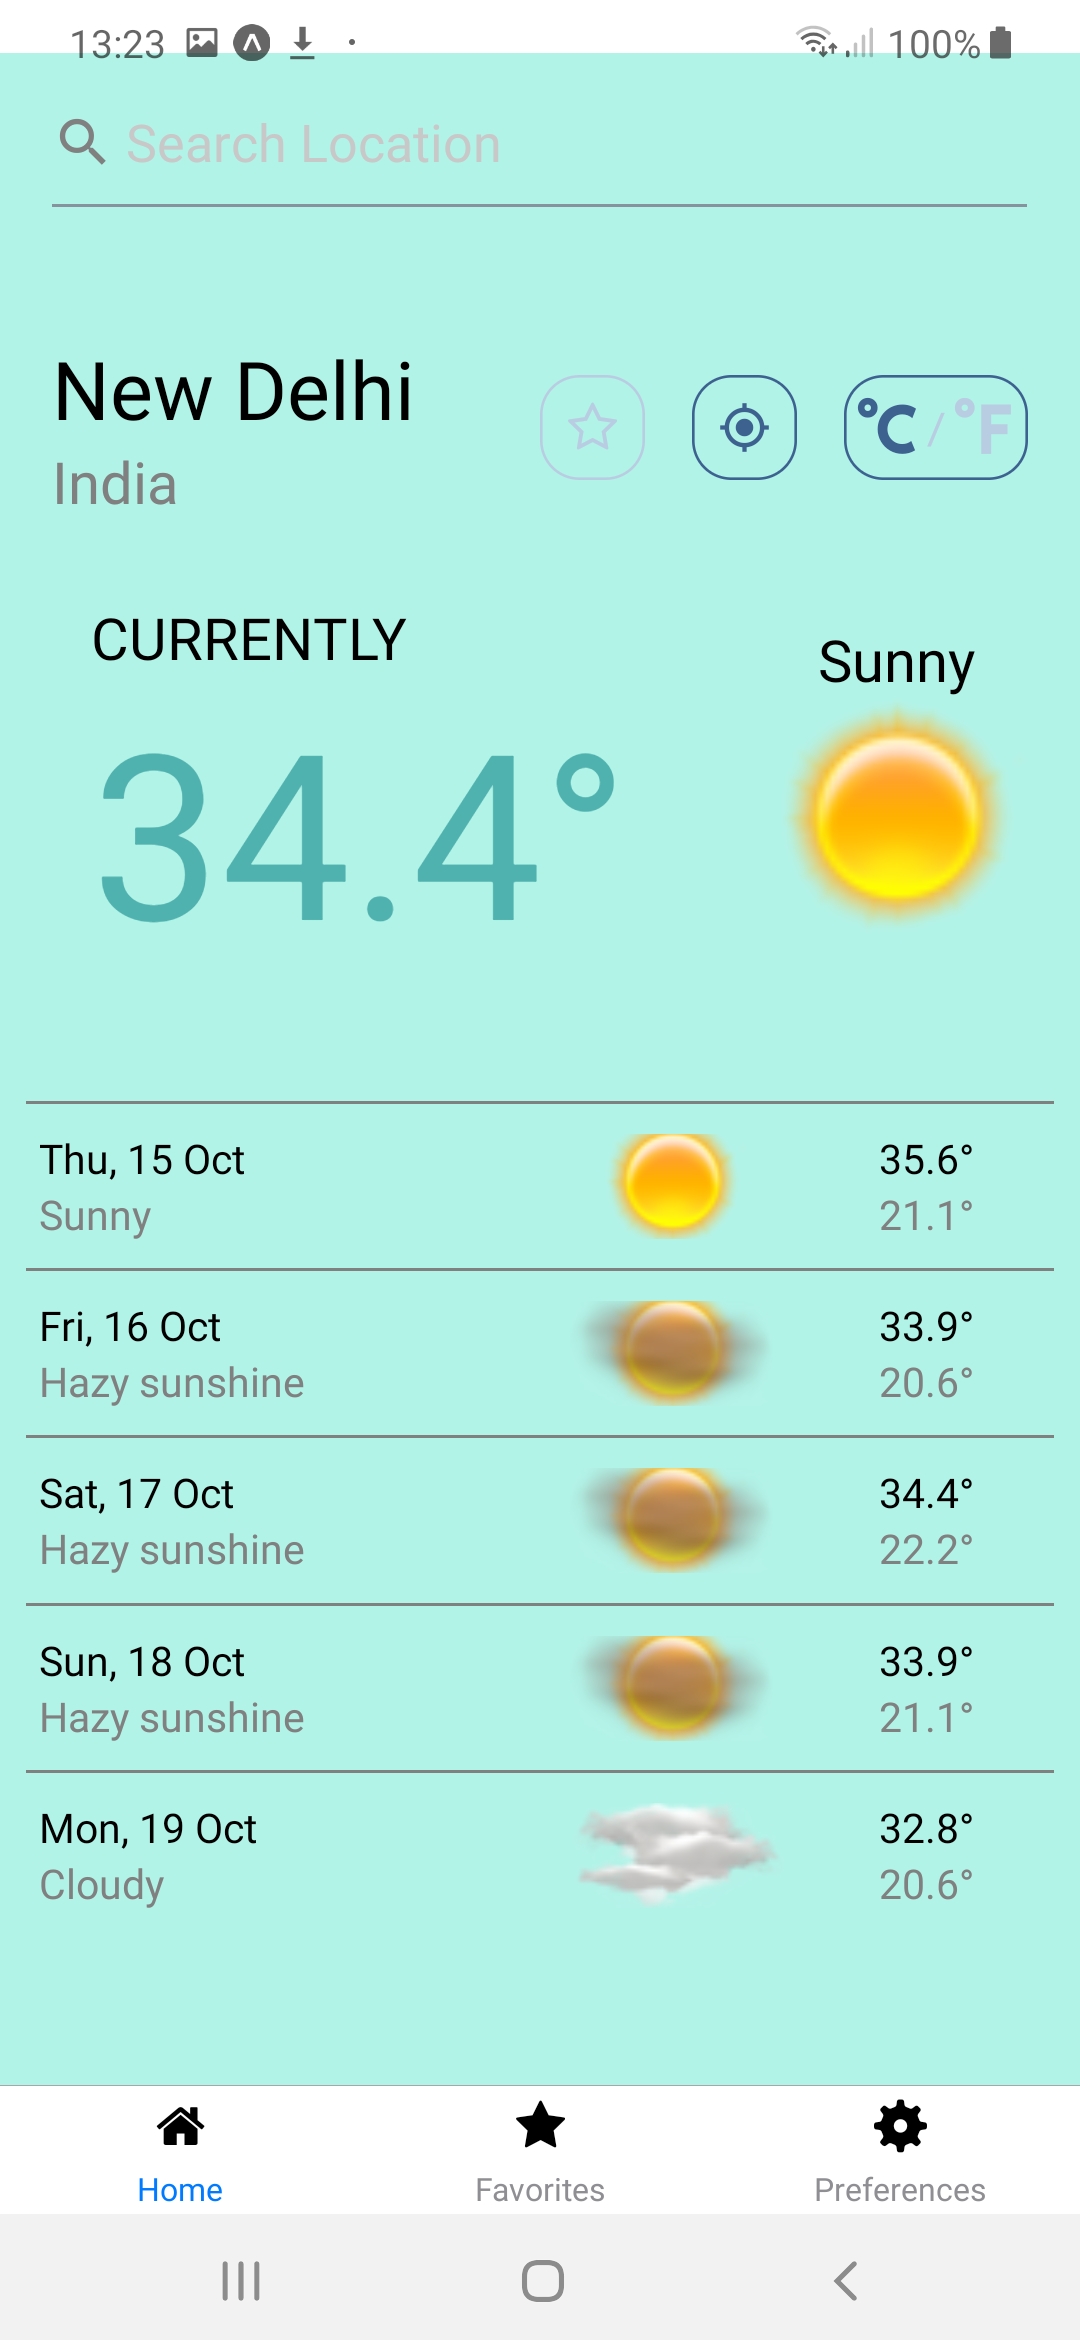 13:23
100%
Search Location
New Delhi
India
°C / °F
CURRENTLY
Sunny
34.4°
Thu, 15 Oct
Sunny
35.6°
21.1°
Fri, 16 Oct
Hazy sunshine
33.9°
20.6°
Sat, 17 Oct
Hazy sunshine
34.4°
22.2°
Sun, 18 Oct
Hazy sunshine
33.9°
21.1°
Mon, 19 Oct
Cloudy
32.8°
20.6°
Home
Favorites
Preferences